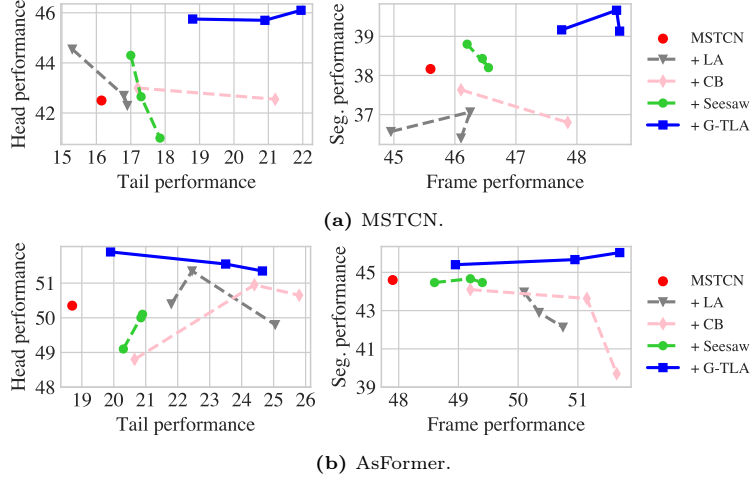 Head performance
46
44
42
15 16 17 18 19 20 21 22
Tail performance
Seg. performance
39
38
37
45 46 47 48
Frame performance
MSTCN
+ LA
+ CB
+ Seesaw
+ G-TLA
(a) MSTCN.
Head performance
51
50
49
48
19 20 21 22 23 24 25 26
Tail performance
Seg. performance
45
43
41
39
48 49 50 51
Frame performance
MSTCN
+ LA
+ CB
+ Seesaw
+ G-TLA
(b) AsFormer.